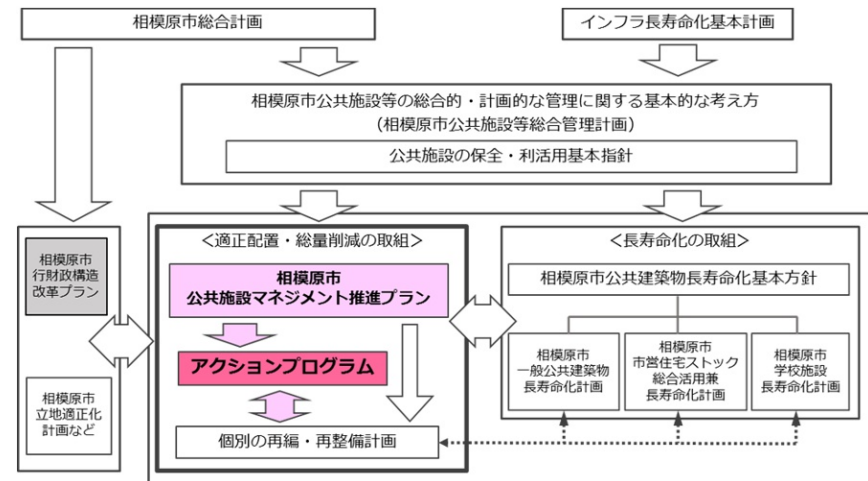 相模原市総合計画
インフラ長寿命化基本計画
相模原市公共施設等の総合的・計画的な管理に関する基本的な考え方
(相模原市公共施設等総合管理計画)
公共施設の保全・利活用基本指針
相模原市
行財政構造
改革プラン
相模原市
立地適正化
計画など
<適正配置・総量削減の取組>
相模原市
公共施設マネジメント推進プラン
アクションプログラム
個別の再編・再整備計画
<長寿命化の取組>
相模原市公共建築物長寿命化基本方針
相模原市
一般公共建築物
長寿命化計画
相模原市
市営住宅ストック
総合活用兼
長寿命化計画
相模原市
学校施設
長寿命化計画